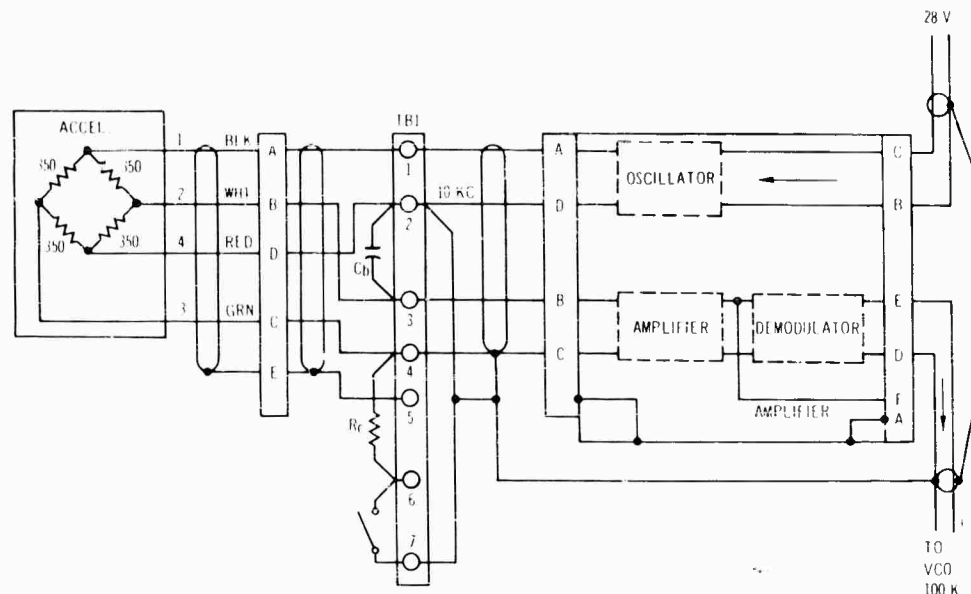 28 V
ACCEL.
350
350
350
350
1
BLK
2
WHT
4
RED
3
GRN
A
B
D
C
E
TB1
1
2
3
4
5
6
7
10 KC
Cb
Rc
A
D
B
C
OSCILLATOR
AMPLIFIER
DEMODULATOR
AMPLIFIER
C
B
E
D
F
A
TO
VCO
100 K